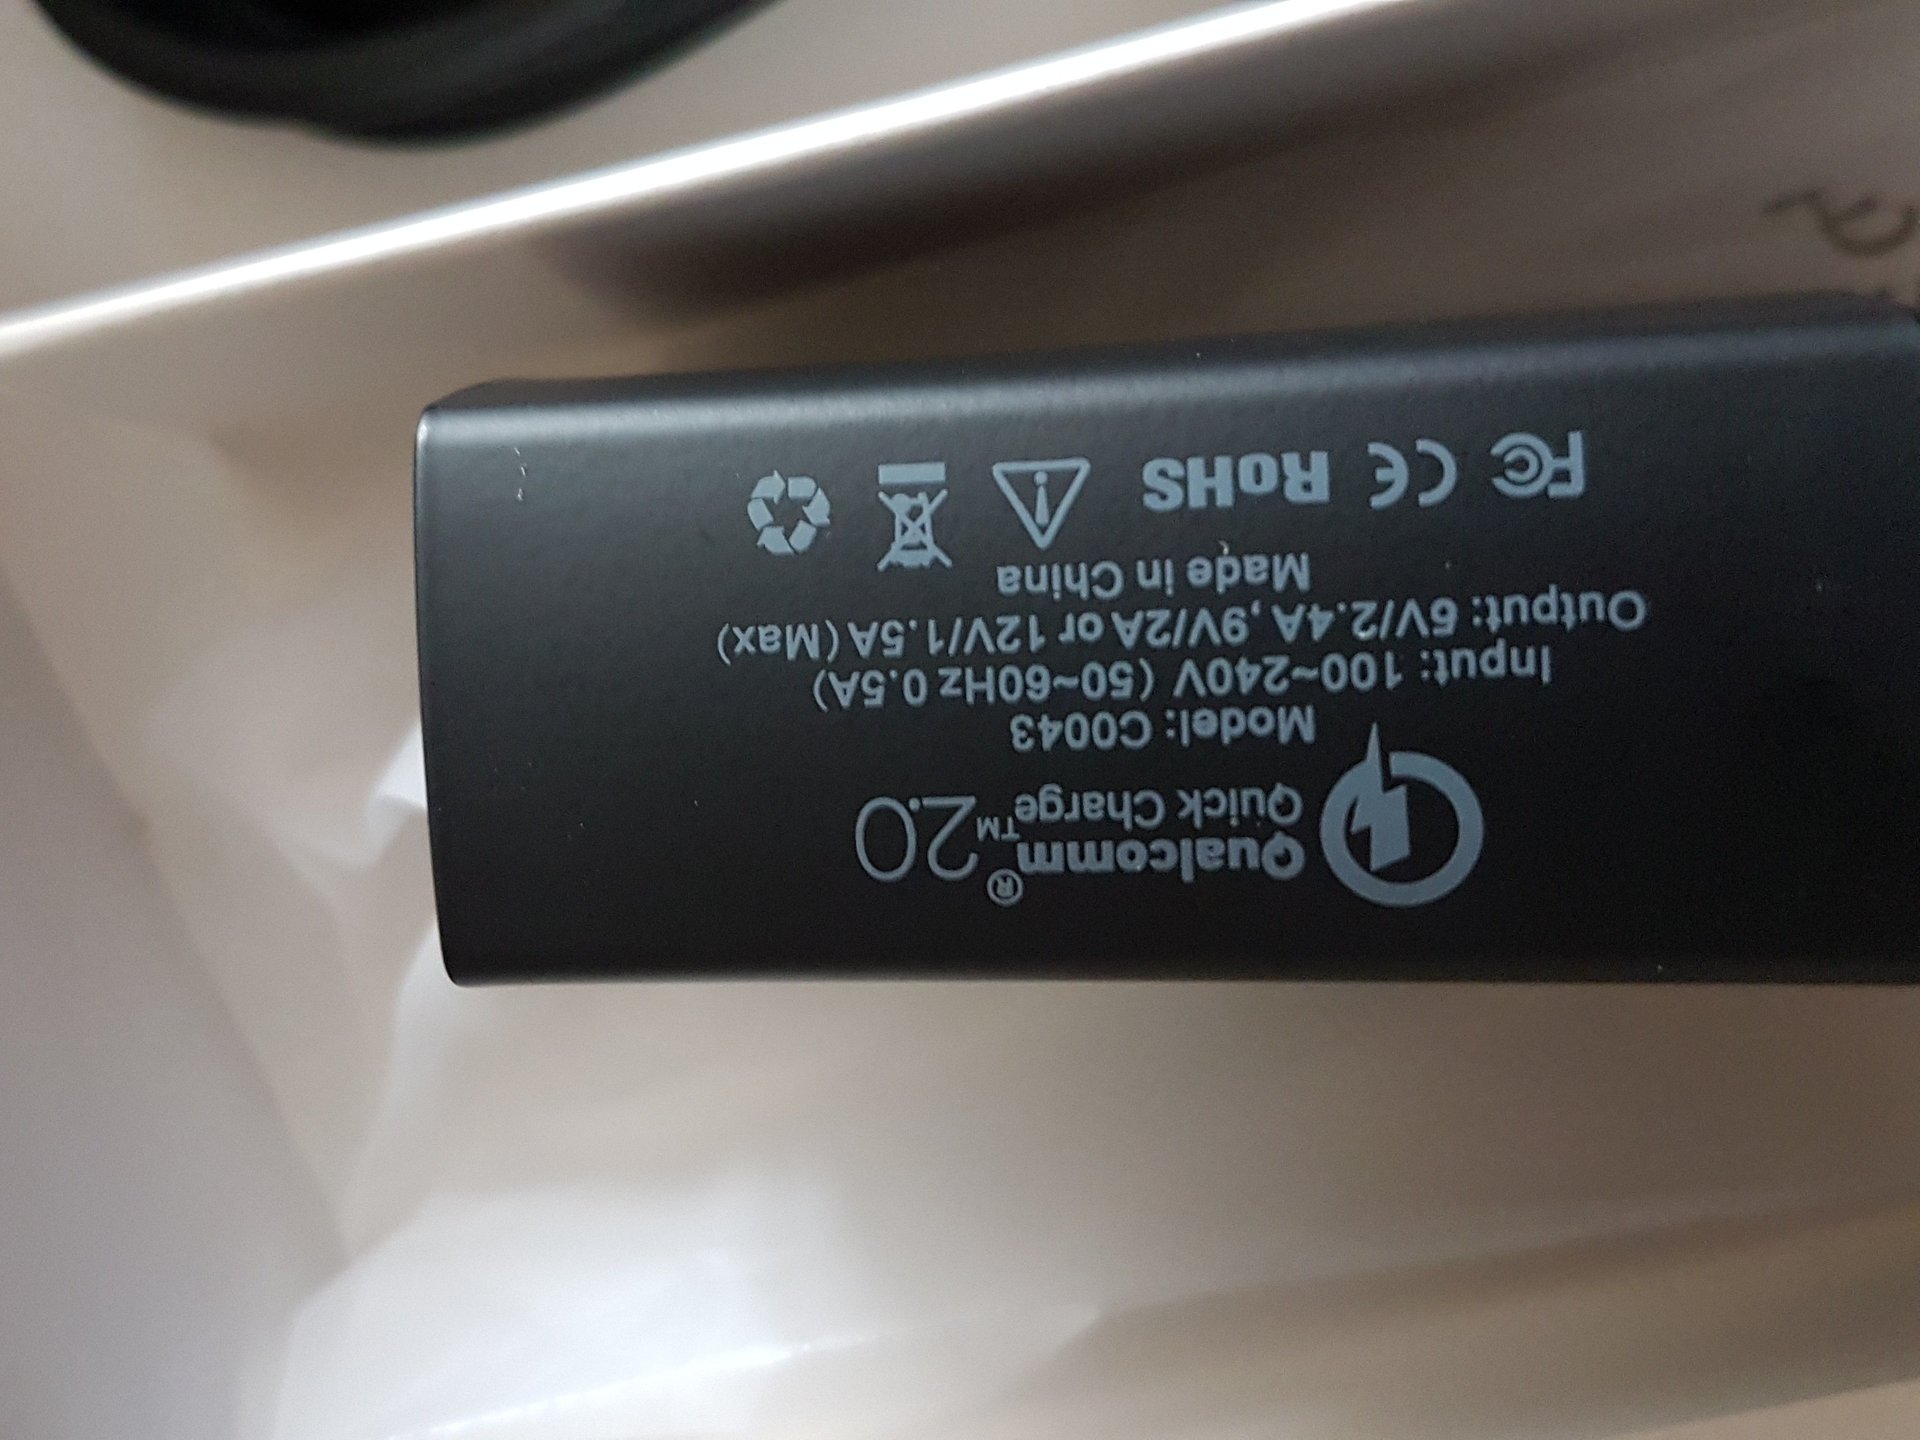 Qualcomm®
Quick Charge™ 2.0
Model: C0043
Input: 100~240V (50~60Hz 0.5A)
Output: 6V/2.4A ,9V/2A or 12V/1.5A (Max)
Made in China
FC CE RoHS